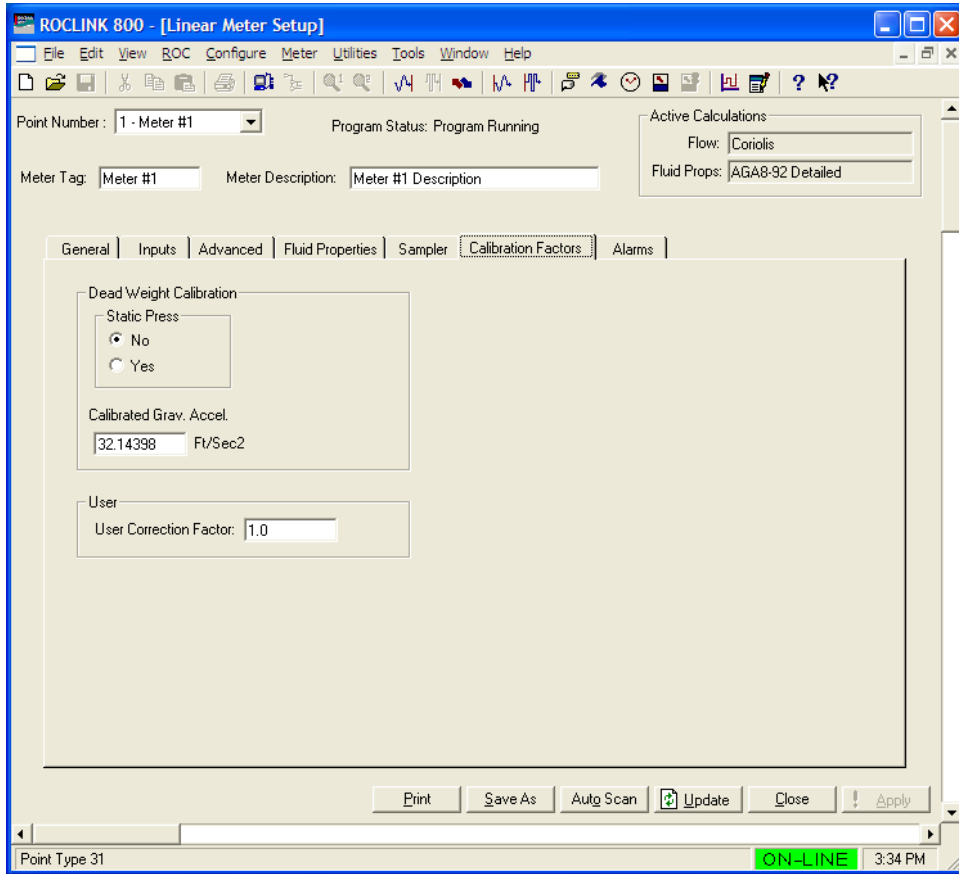 ROCLINK 800 - [Linear Meter Setup]
File Edit View ROC Configure Meter Utilities Tools Window Help
Point Number : 1 - Meter #1 Program Status: Program Running
Active Calculations
Flow: Coriolis
Meter Tag: Meter #1 Meter Description: Meter #1 Description
Fluid Props: AGA8-92 Detailed
General Inputs Advanced Fluid Properties Sampler Calibration Factors Alarms
Dead Weight Calibration
Static Press
No
Yes
Calibrated Grav. Accel.
32.14398 Ft/Sec2
User
User Correction Factor: 1.0
Print Save As Auto Scan Update Close ! Apply
Point Type 31 ON-LINE 3:34 PM